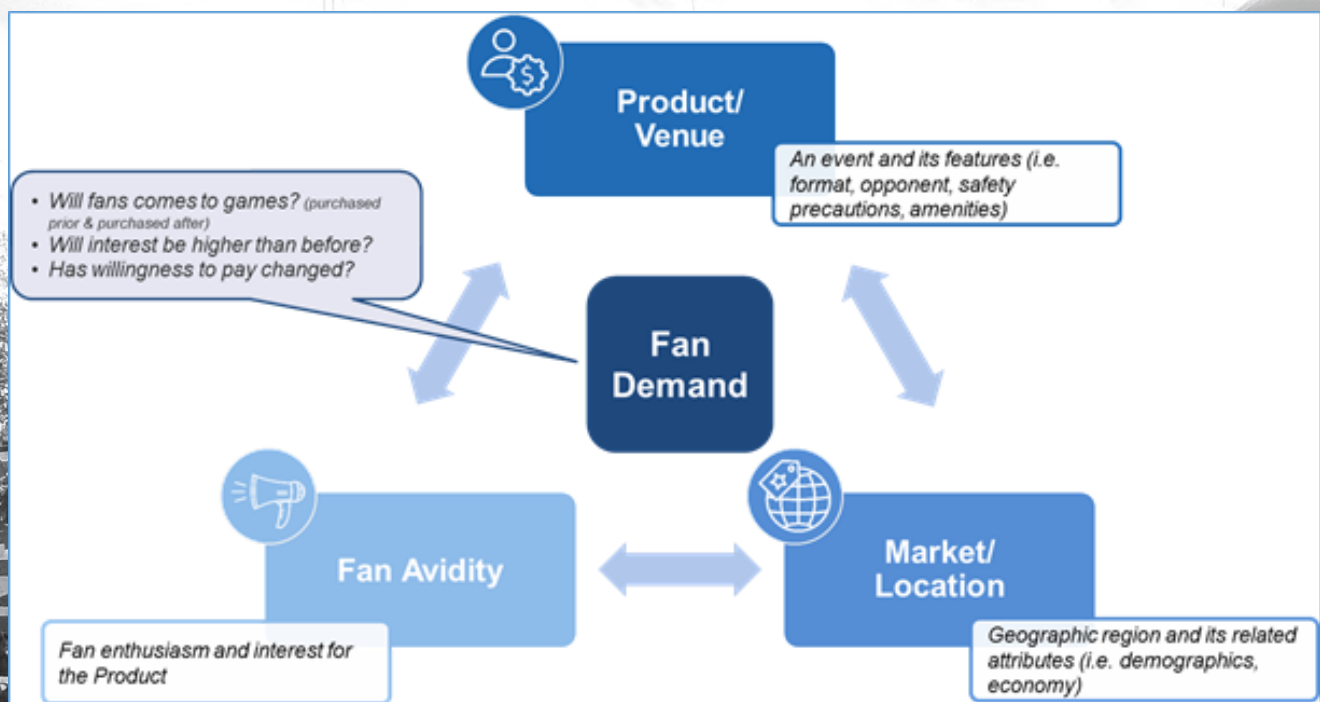 Product/
Venue
An event and its features (i.e.
format, opponent, safety
precautions, amenities)
• Will fans comes to games? (purchased
prior & purchased after)
• Will interest be higher than before?
• Has willingness to pay changed?
Fan
Demand
$
Fan Avidity
Fan enthusiasm and interest for
the Product
Market/
Location
Geographic region and its related
attributes (i.e. demographics,
economy)